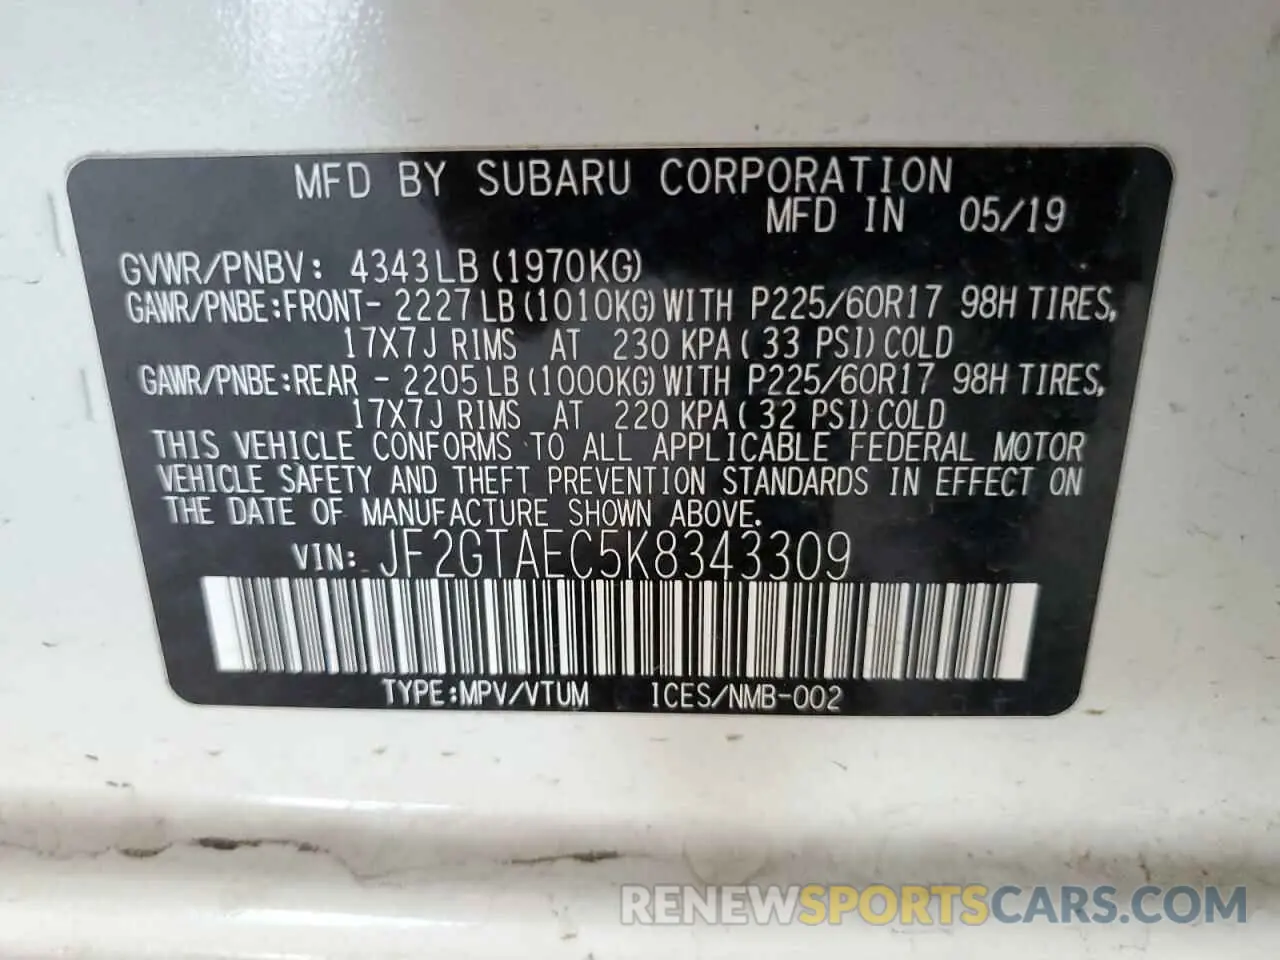 MFD BY SUBARU CORPORATION
MFD IN 05/19
GVWR/PNBV: 4343LB(1970KG)
GAWR/PNBE:FRONT- 2227LB(1010KG)WITH P225/60R17 98H TIRES,
17X7J RIMS AT 230 KPA( 33 PSI)COLD
GAWR/PNBE:REAR - 2205LB(1000KG)WITH P225/60R17 98H TIRES,
17X7J RIMS AT 220 KPA( 32 PSI)COLD
THIS VEHICLE CONFORMS TO ALL APPLICABLE FEDERAL MOTOR
VEHICLE SAFETY AND THEFT PREVENTION STANDARDS IN EFFECT ON
THE DATE OF MANUFACTURE SHOWN ABOVE.
VIN: JF2GTAEC5K8343309
TYPE:MPV/VTUM ICES/NMB-002
RENEWSPORTSCARS.COM